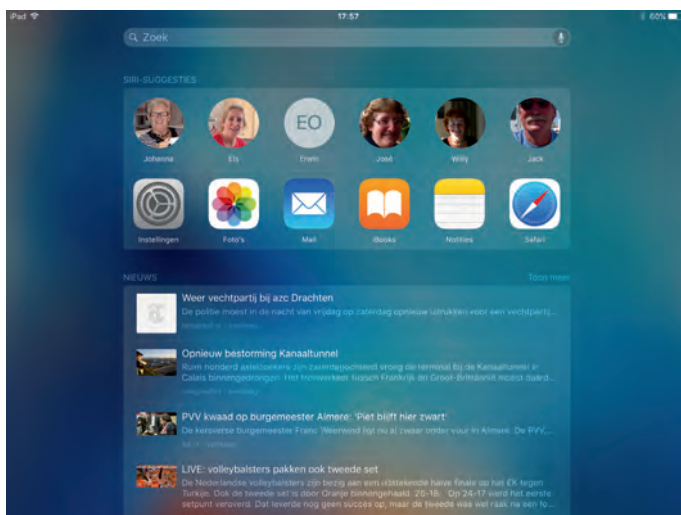 iPad 17:57 60%
Zoek
SIRI-SUGGESTIES
EO
Johanna Els Erwin José Willy Jack
Instellingen Foto's Mail iBooks Notities Safari
NIEUWS Toon meer
Weer vechtpartij bij azc Drachten
De politie moest in de nacht van vrijdag op zaterdag opnieuw uitrukken voor een vechtpartij...
Opnieuw bestorming Kanaaltunnel
Ruim honderd asielzoekers zijn zaterdagochtend vroeg de terminal bij de Kanaaltunnel in
Calais binnengedrongen. Het treinverkeer tussen Frankrijk en Groot-Brittannië moest daard...
PVV kwaad op burgemeester Almere: 'Piet blijft hier zwart'
De kersverse burgemeester Franc Weerwind ligt nu al zwaar onder vuur in Almere. De PVV,...
LIVE: volleybalsters pakken ook tweede set
De Nederlandse volleybalsters zijn bezig aan een uitstekende halve finale op het EK tegen
Turkije. Ook de tweede set is door Oranje binnengehaald, 25-18. Op 24-17 werd het eerste
setpunt veroverd. Dat leverde nog geen succes op, maar de tweede was wel raak na een fo...